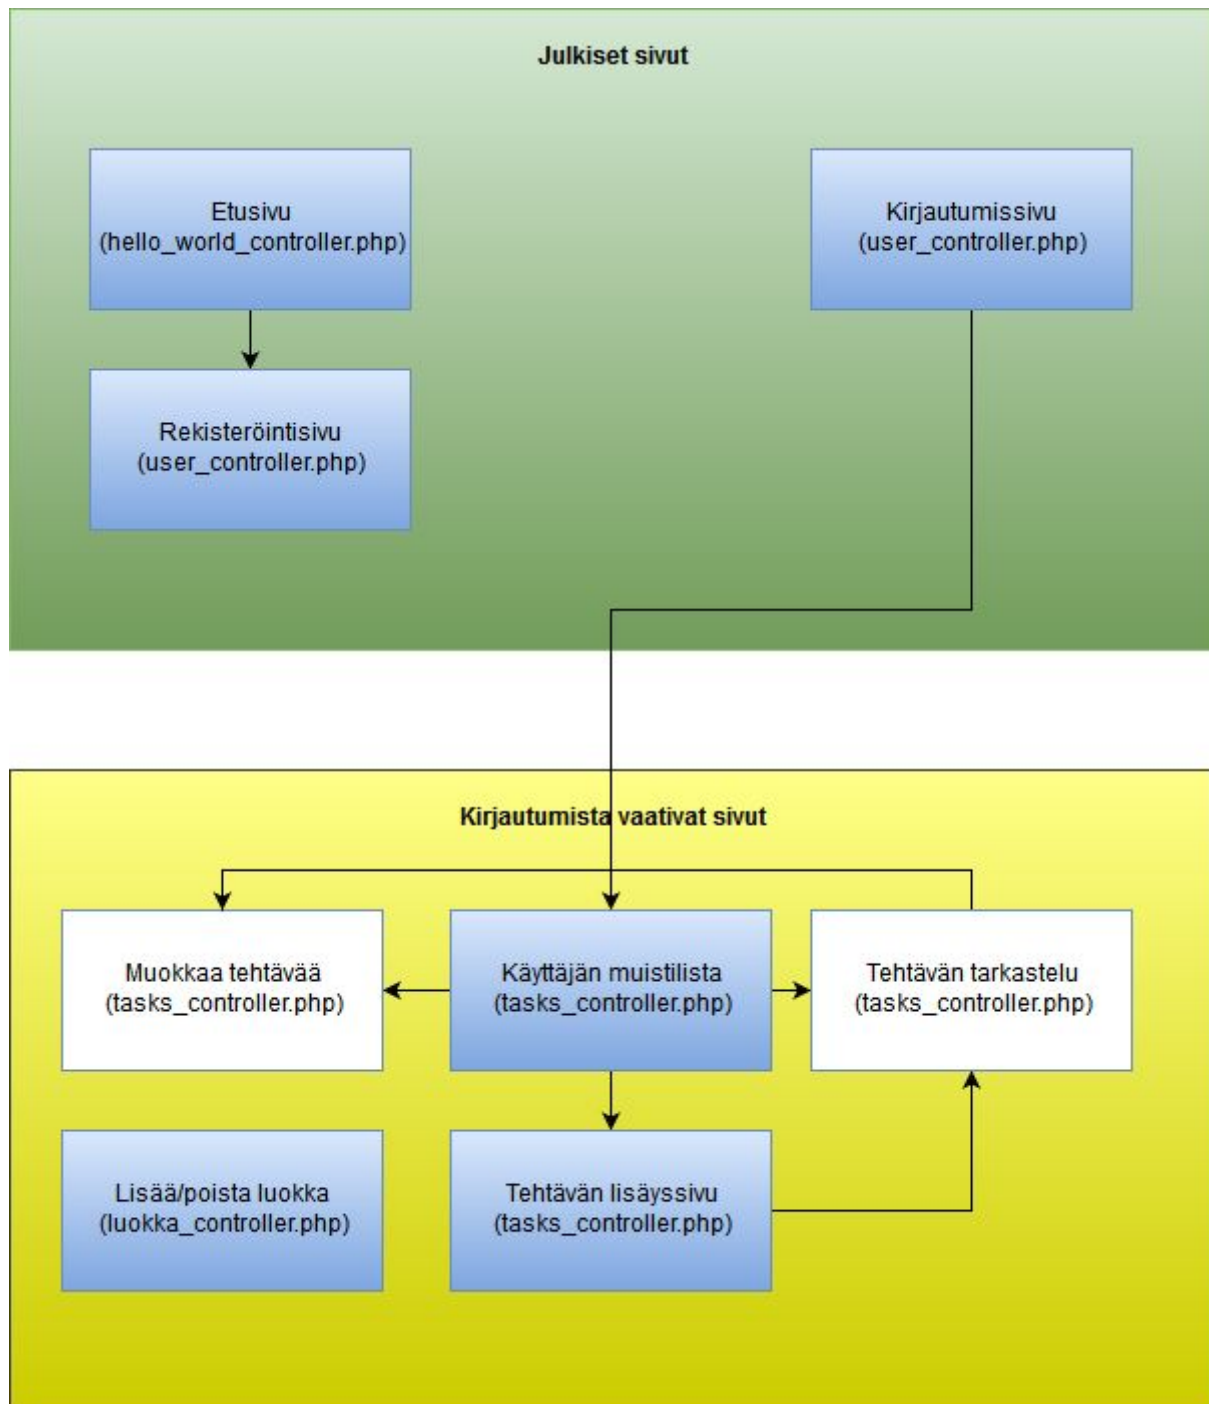 Julkiset sivut
Etusivu
(hello_world_controller.php)
Kirjautumissivu
(user_controller.php)
Rekisteröintisivu
(user_controller.php)
Kirjautumista vaativat sivut
Muokkaa tehtävää
(tasks_controller.php)
Käyttäjän muistilista
(tasks_controller.php)
Tehtävän tarkastelu
(tasks_controller.php)
Lisää/poista luokka
(luokka_controller.php)
Tehtävän lisäyssivu
(tasks_controller.php)